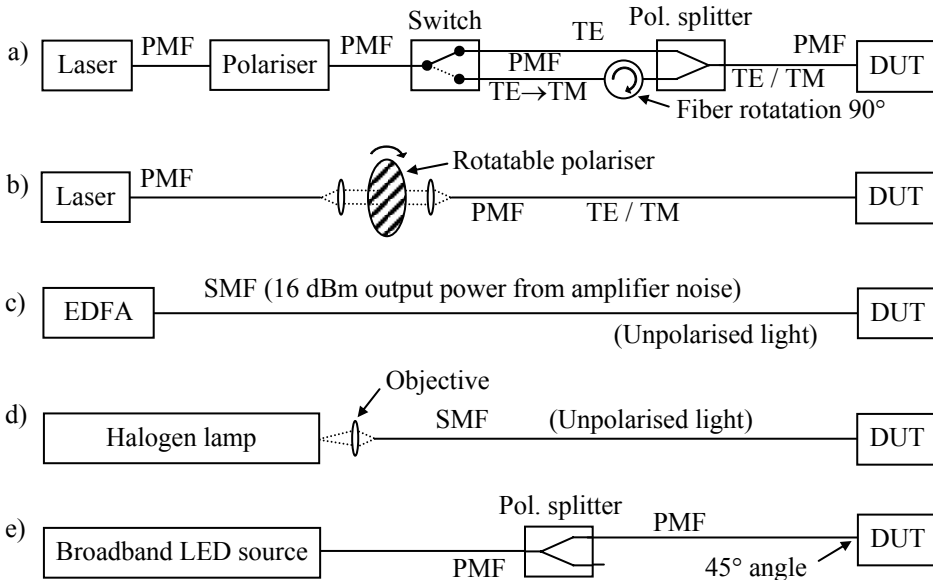 a)
Laser
PMF
Polariser
PMF
Switch
TE
PMF
TE→TM
Pol. splitter
PMF
TE / TM
DUT
Fiber rotatation 90°
b)
Laser
PMF
Rotatable polariser
PMF
TE / TM
DUT
c)
EDFA
SMF (16 dBm output power from amplifier noise)
(Unpolarised light)
DUT
d)
Halogen lamp
Objective
SMF
(Unpolarised light)
DUT
e)
Broadband LED source
PMF
Pol. splitter
PMF
45° angle
DUT